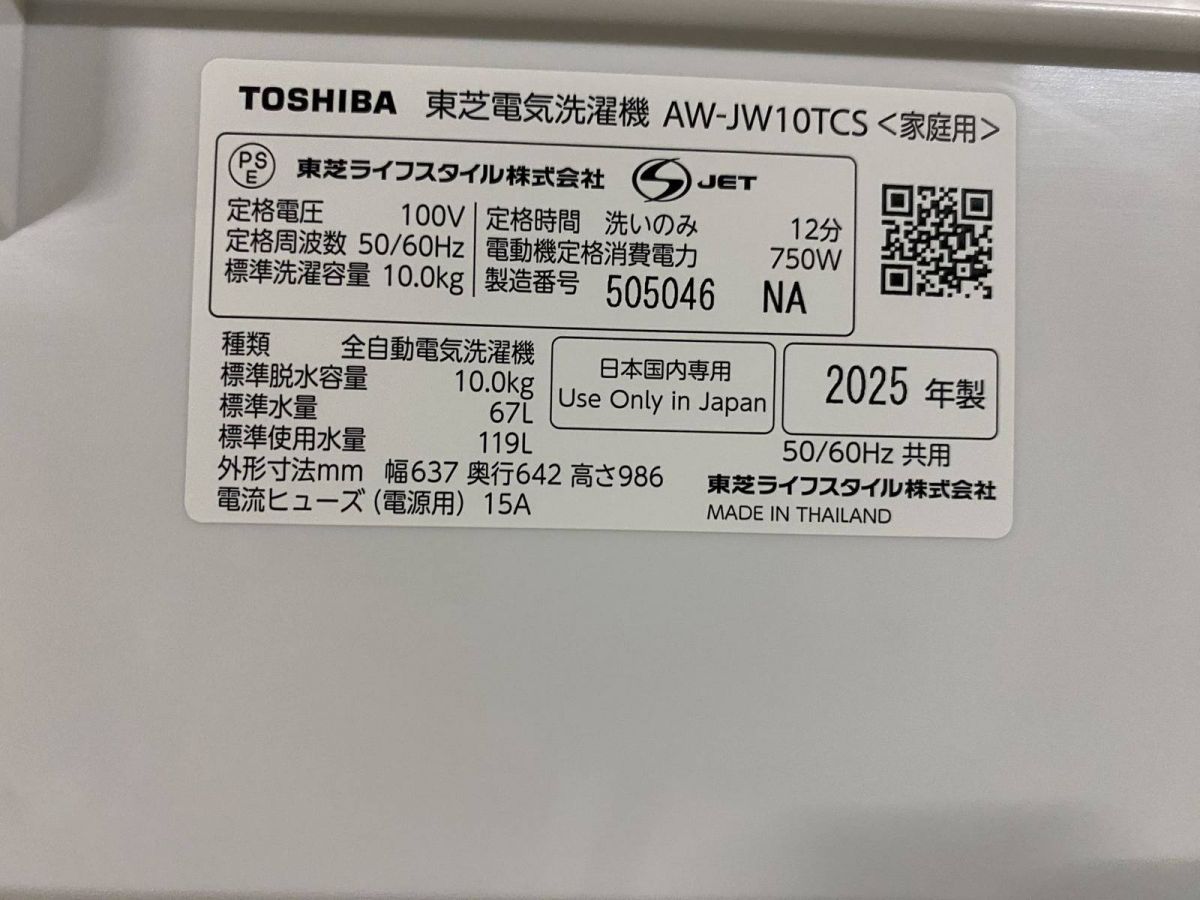 TOSHIBA 東芝電気洗濯機 AW-JW10TCS <家庭用>
PSE 東芝ライフスタイル株式会社 S JET
定格電圧 100V
定格周波数 50/60Hz
標準洗濯容量 10.0kg
定格時間 洗いのみ 12分
電動機定格消費電力 750W
製造番号 505046 NA
種類 全自動電気洗濯機
標準脱水容量 10.0kg
標準水量 67L
標準使用水量 119L
外形寸法mm 幅637 奥行642 高さ986
電流ヒューズ (電源用) 15A
日本国内専用
Use Only in Japan
2025 年製
50/60Hz 共用
東芝ライフスタイル株式会社
MADE IN THAILAND